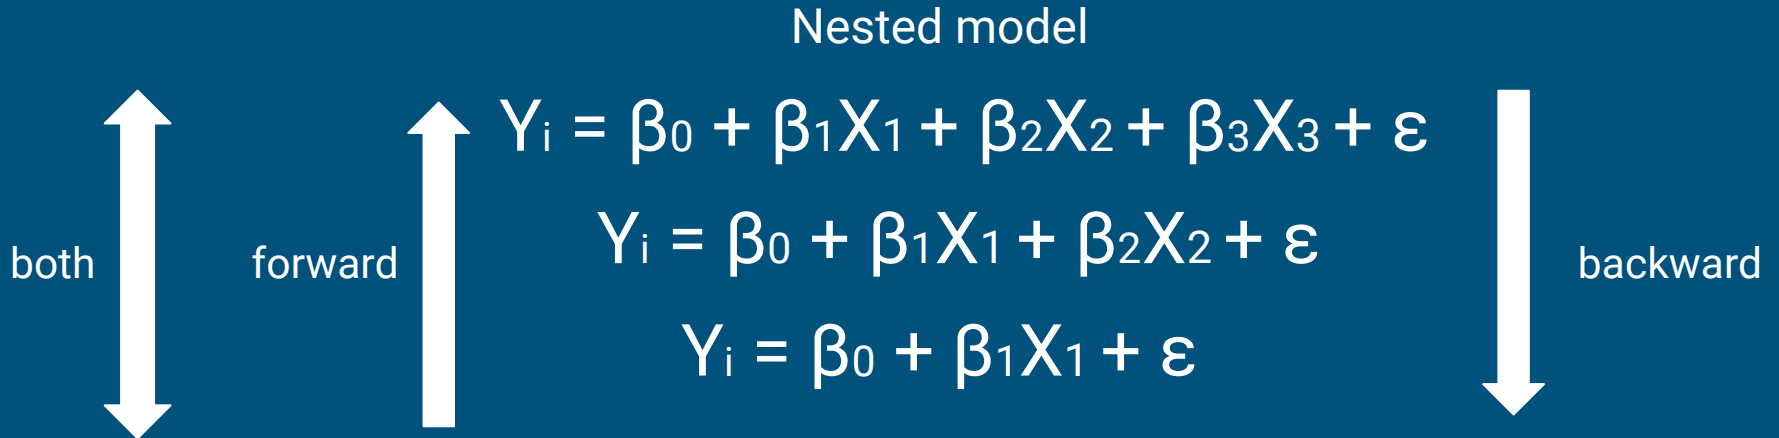 Nested model
Yᵢ = β₀ + β₁X₁ + β₂X₂ + β₃X₃ + ε
Yᵢ = β₀ + β₁X₁ + β₂X₂ + ε
both
forward
backward
Yᵢ = β₀ + β₁X₁ + ε